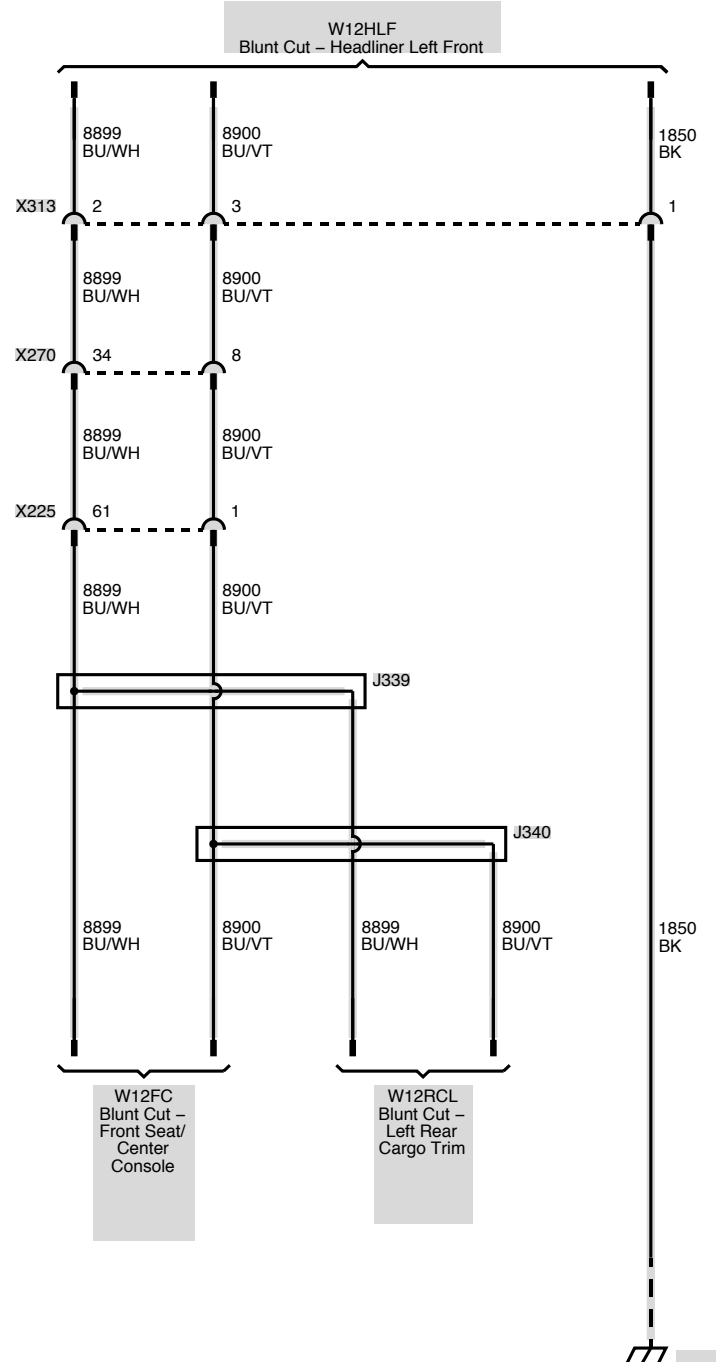 W12HLF
Blunt Cut – Headliner Left Front
8899
BU/WH
8900
BU/VT
1850
BK
X313
2
3
1
8899
BU/WH
8900
BU/VT
X270
34
8
8899
BU/WH
8900
BU/VT
X225
61
1
8899
BU/WH
8900
BU/VT
J339
J340
8899
BU/WH
8900
BU/VT
8899
BU/WH
8900
BU/VT
1850
BK
W12FC
Blunt Cut –
Front Seat/
Center
Console
W12RCL
Blunt Cut –
Left Rear
Cargo Trim